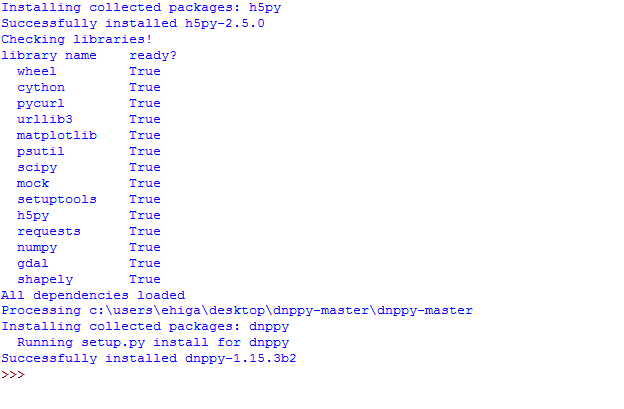 Installing collected packages: h5py
Successfully installed h5py-2.5.0
Checking libraries!
library name    ready?
  wheel         True
  cython        True
  pycurl        True
  urllib3       True
  matplotlib    True
  psutil        True
  scipy         True
  mock          True
  setuptools    True
  h5py          True
  requests      True
  numpy         True
  gdal          True
  shapely       True
All dependencies loaded
Processing c:\users\ehiga\desktop\dnppy-master\dnppy-master
Installing collected packages: dnppy
  Running setup.py install for dnppy
Successfully installed dnppy-1.15.3b2
>>>